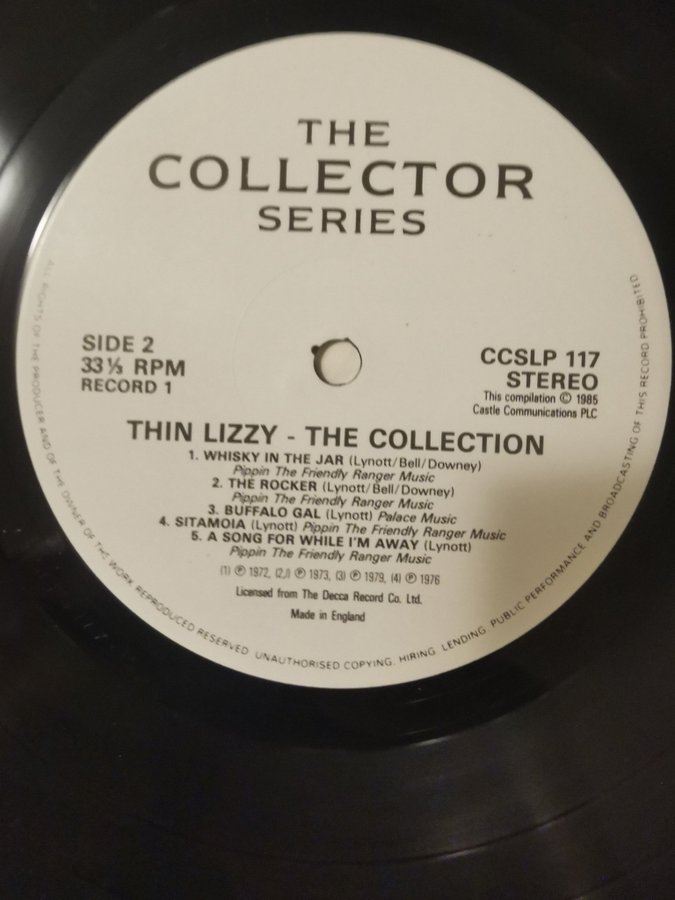 THE
COLLECTOR
SERIES
SIDE 2
33⅓ RPM
RECORD 1
CCSLP 117
STEREO
This compilation © 1985
Castle Communications PLC
THIN LIZZY - THE COLLECTION
1. WHISKY IN THE JAR (Lynott/Bell/Downey)
Pippin The Friendly Ranger Music
2. THE ROCKER (Lynott/Bell/Downey)
Pippin The Friendly Ranger Music
3. BUFFALO GAL (Lynott) Palace Music
4. SITAMOIA (Lynott) Pippin The Friendly Ranger Music
5. A SONG FOR WHILE I'M AWAY (Lynott)
Pippin The Friendly Ranger Music
(1) ℗ 1972, (2,) ℗ 1973, (3) ℗ 1979, (4) ℗ 1976
Licensed from The Decca Record Co. Ltd.
Made in England
ALL RIGHTS OF THE PRODUCER AND OF THE OWNER OF THE WORK REPRODUCED RESERVED. UNAUTHORISED COPYING. HIRING. LENDING. PUBLIC PERFORMANCE AND BROADCASTING OF THIS RECORD PROHIBITED